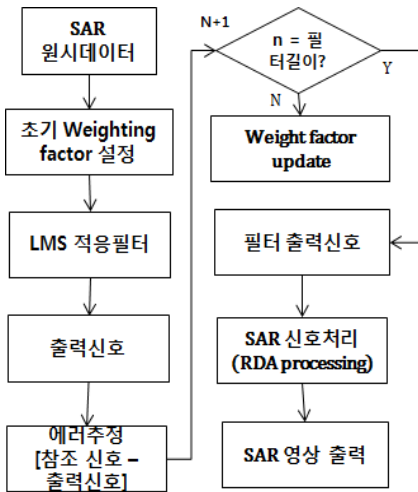 SAR
원시데이터
초기 Weighting
factor 설정
LMS 적응필터
출력신호
에러추정
[참조 신호 –
출력신호]
N+1
n = 필
터길이?
Y
N
Weight factor
update
필터 출력신호
SAR 신호처리
(RDA processing)
SAR 영상 출력